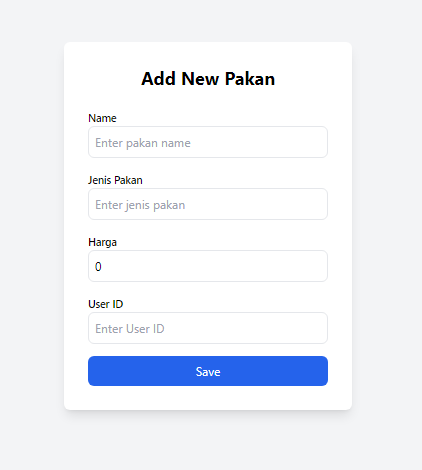 Add New Pakan
Name
Enter pakan name
Jenis Pakan
Enter jenis pakan
Harga
0
User ID
Enter User ID
Save